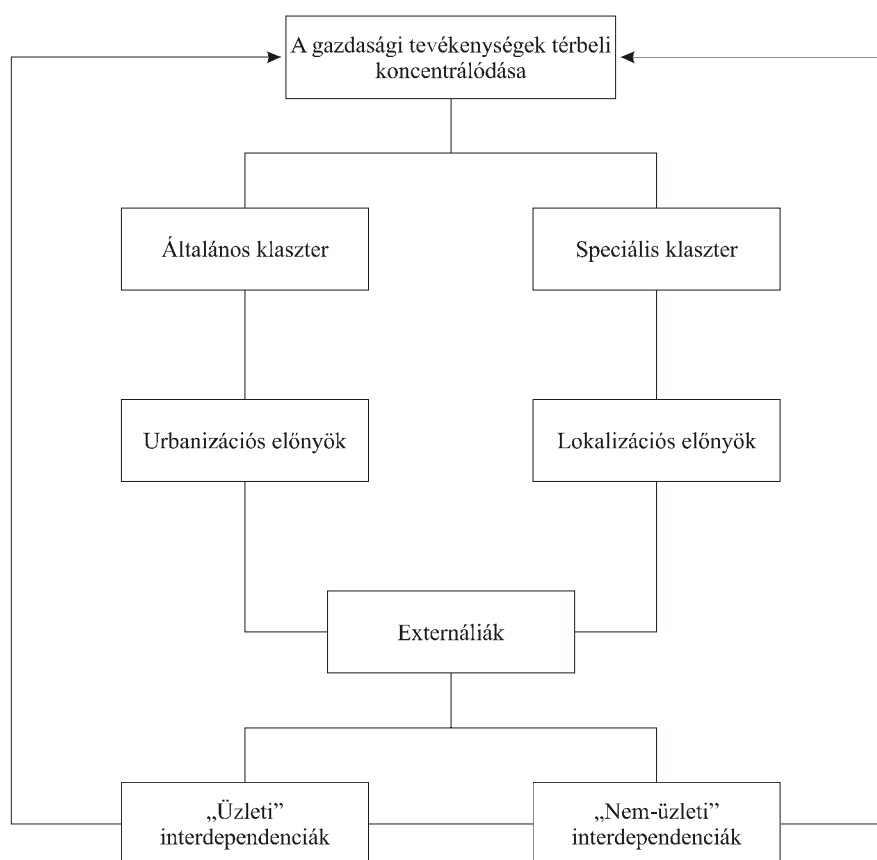 A gazdasági tevékenységek térbeli
koncentrálódása
Általános klaszter
Speciális klaszter
Urbanizációs előnyök
Lokalizációs előnyök
Externáliák
„Üzleti”
interdependenciák
„Nem-üzleti”
interdependenciák